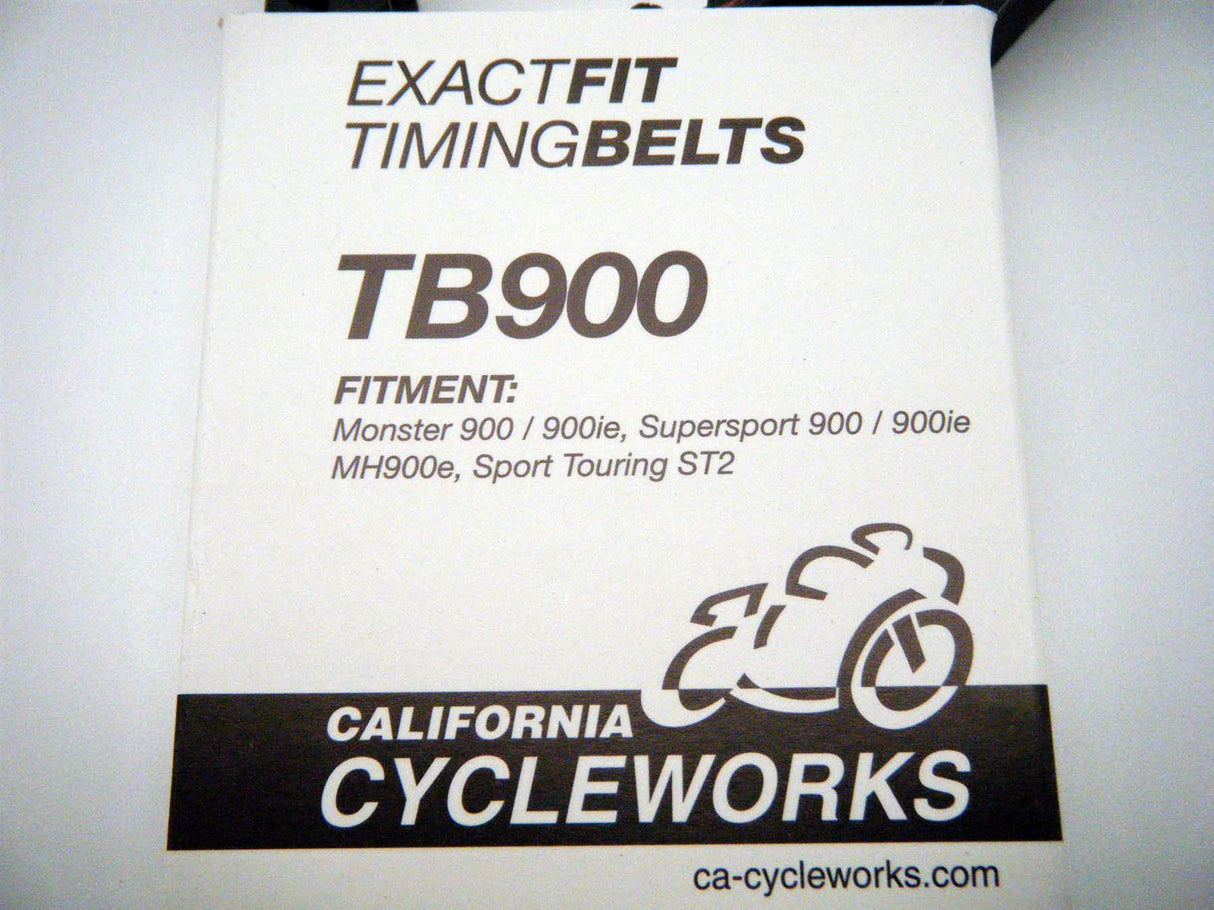 EXACTFIT
TIMINGBELTS
TB900
FITMENT:
Monster 900 / 900ie, Supersport 900 / 900ie
MH900e, Sport Touring ST2
CALIFORNIA
CYCLEWORKS
ca-cycleworks.com